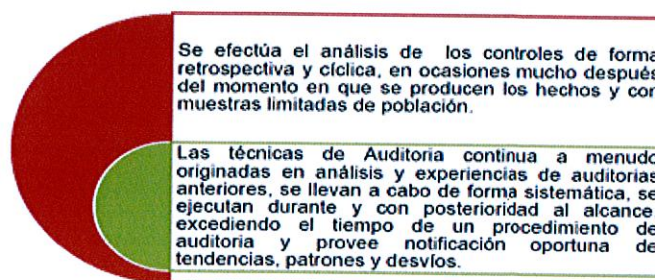 Se efectúa el análisis de los controles de forma
retrospectiva y cíclica, en ocasiones mucho después
del momento en que se producen los hechos y con
muestras limitadas de población.
Las técnicas de Auditoria continua a menudo
originadas en análisis y experiencias de auditorias
anteriores, se llevan a cabo de forma sistemática, se
ejecutan durante y con posterioridad al alcance
excediendo el tiempo de un procedimiento de
auditoria y provee notificación oportuna de
tendencias, patrones y desvíos.